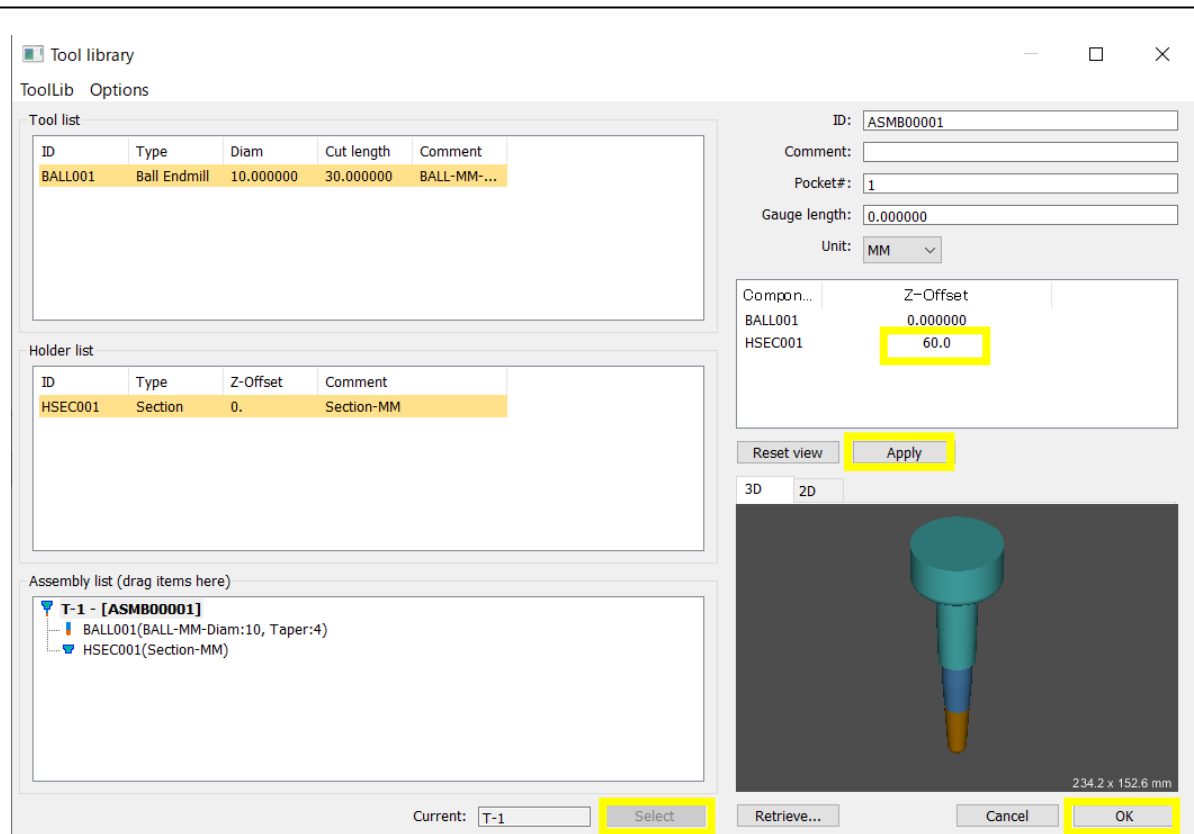 Tool library
ToolLib Options
Tool list
ID Type Diam Cut length Comment
BALL001 Ball Endmill 10.000000 30.000000 BALL-MM-...
Holder list
ID Type Z-Offset Comment
HSEC001 Section 0. Section-MM
Assembly list (drag items here)
T-1 - [ASMB00001]
BALL001(BALL-MM-Diam:10, Taper:4)
HSEC001(Section-MM)
Current: T-1 Select
ID: ASMB00001
Comment:
Pocket#: 1
Gauge length: 0.000000
Unit: MM
Compon... Z-Offset
BALL001 0.000000
HSEC001 60.0
Reset view Apply
3D 2D
234.2 x 152.6 mm
Retrieve... Cancel OK